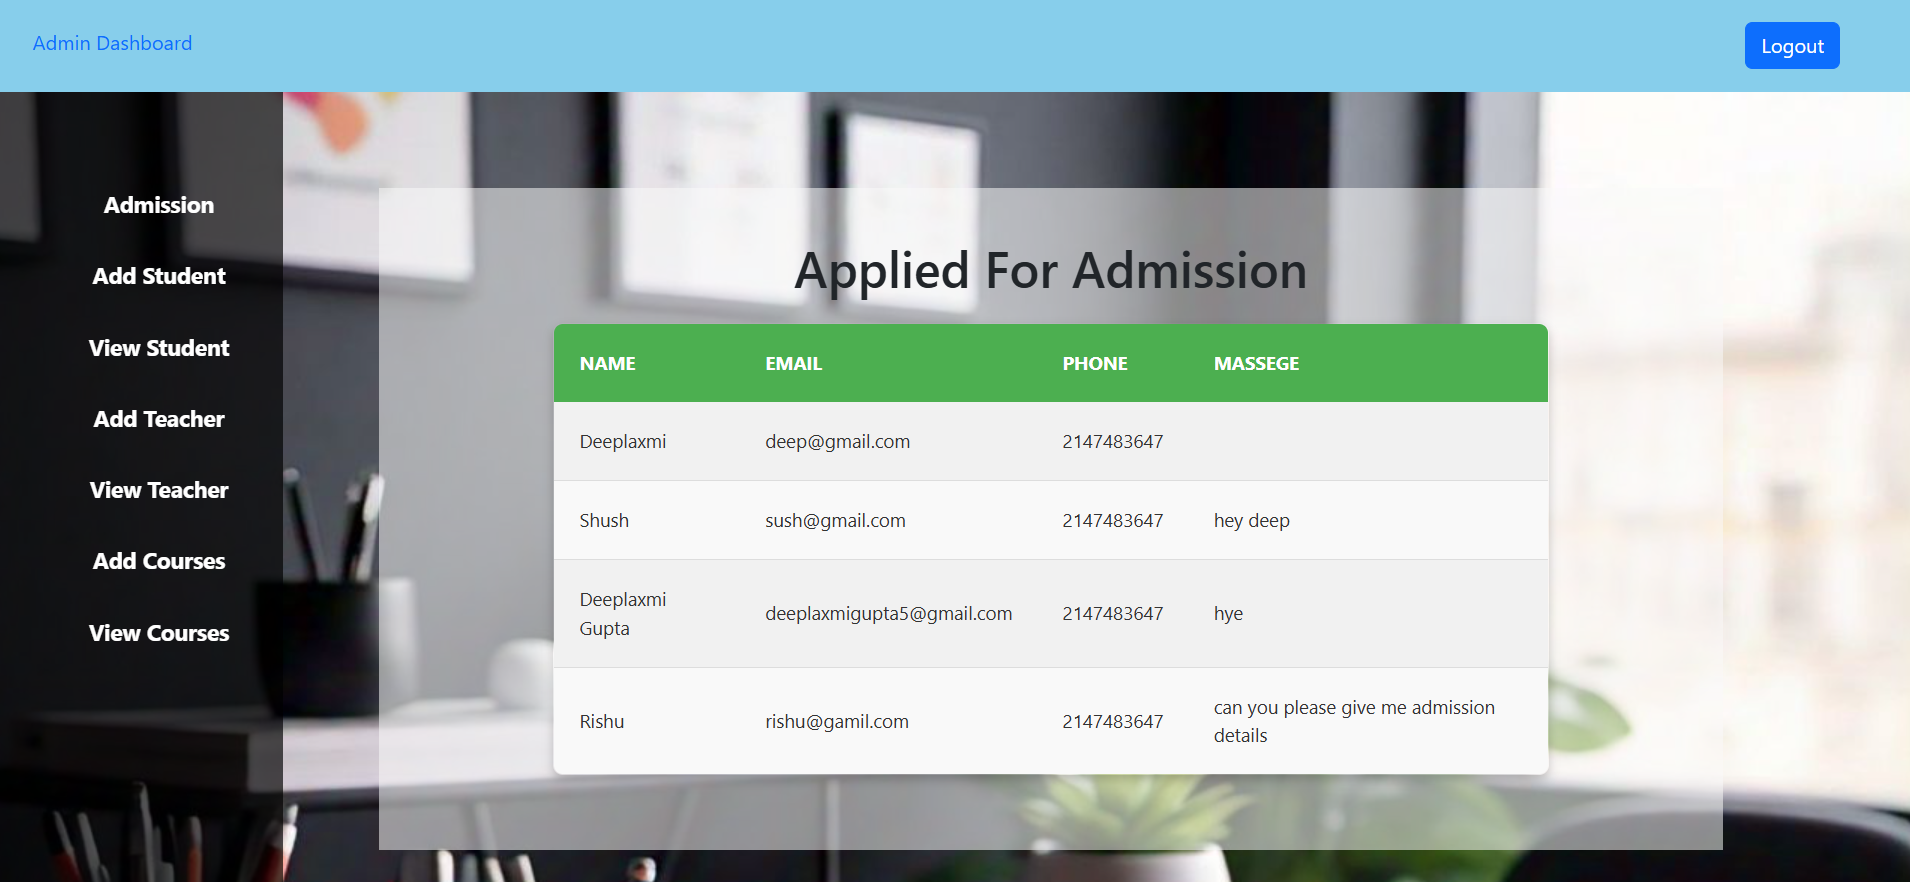 Admin Dashboard
Logout
Admission
Add Student
View Student
Add Teacher
View Teacher
Add Courses
View Courses
Applied For Admission
NAME EMAIL PHONE MASSEGE
Deeplaxmi deep@gmail.com 2147483647
Shush sush@gmail.com 2147483647 hey deep
Deeplaxmi
Gupta deeplaxmigupta5@gmail.com 2147483647 hye
Rishu rishu@gamil.com 2147483647 can you please give me admission
details